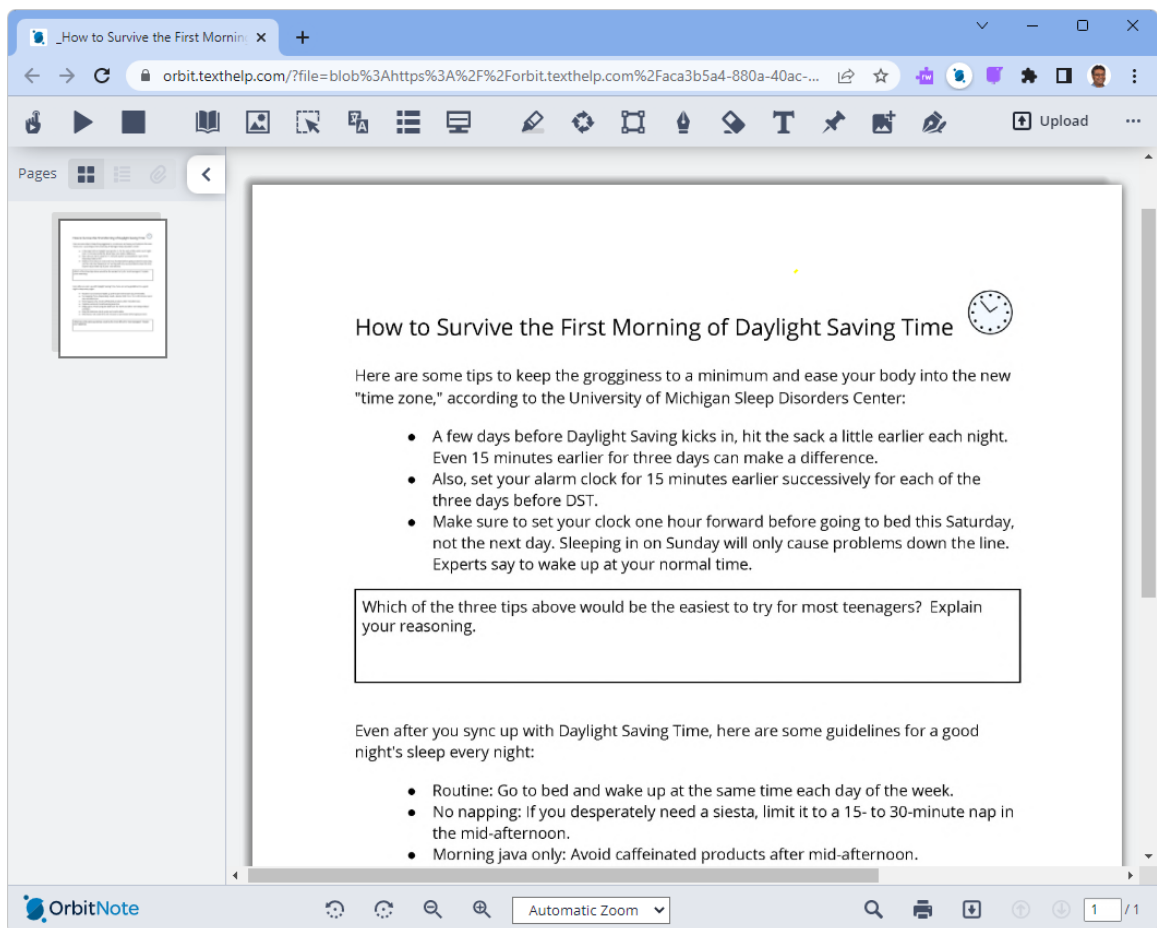 _How to Survive the First Mornin
orbit.texthelp.com/?file=blob%3Ahttps%3A%2F%2Forbit.texthelp.com%2Faca3b5a4-880a-40ac-...
Upload
Pages
How to Survive the First Morning of Daylight Saving Time
Here are some tips to keep the grogginess to a minimum and ease your body into the new
"time zone," according to the University of Michigan Sleep Disorders Center:
● A few days before Daylight Saving kicks in, hit the sack a little earlier each night.
Even 15 minutes earlier for three days can make a difference.
● Also, set your alarm clock for 15 minutes earlier successively for each of the
three days before DST.
● Make sure to set your clock one hour forward before going to bed this Saturday,
not the next day. Sleeping in on Sunday will only cause problems down the line.
Experts say to wake up at your normal time.
Which of the three tips above would be the easiest to try for most teenagers? Explain
your reasoning.
Even after you sync up with Daylight Saving Time, here are some guidelines for a good
night's sleep every night:
● Routine: Go to bed and wake up at the same time each day of the week.
● No napping: If you desperately need a siesta, limit it to a 15- to 30-minute nap in
the mid-afternoon.
● Morning java only: Avoid caffeinated products after mid-afternoon.
OrbitNote
Automatic Zoom
1 / 1